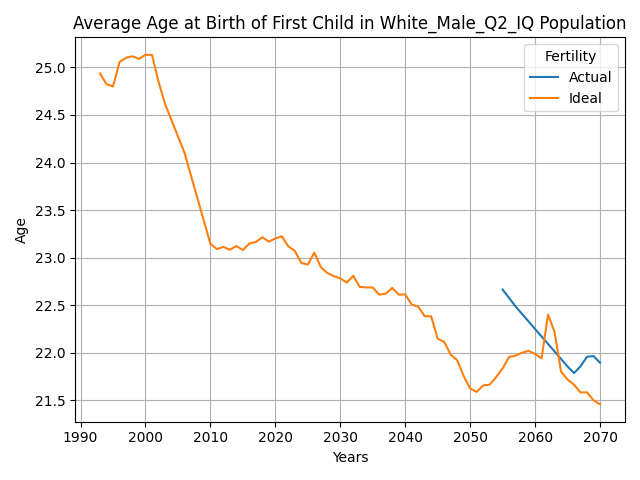 Average Age at Birth of First Child in White_Male_Q2_IQ Population
Fertility
Actual
Ideal
25.0
24.5
24.0
23.5
23.0
22.5
22.0
21.5
Age
1990
2000
2010
2020
2030
2040
2050
2060
2070
Years